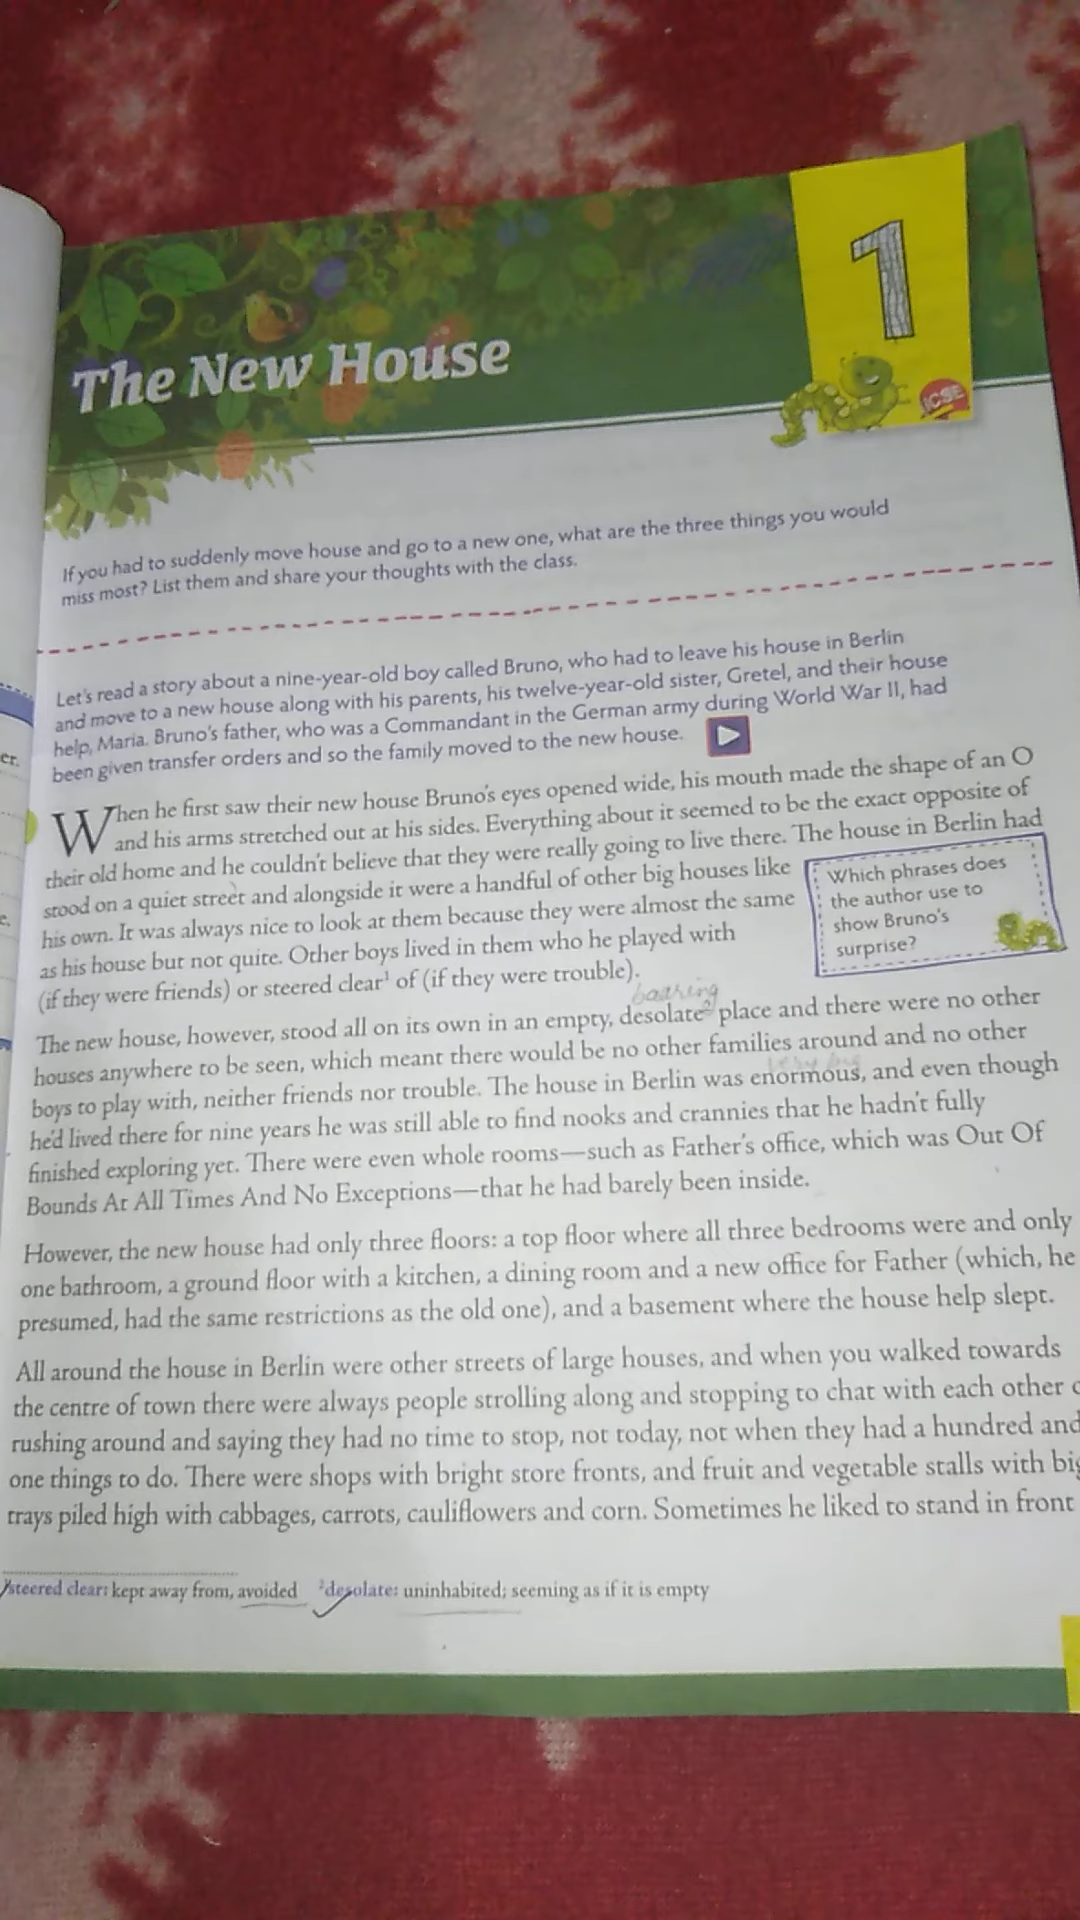 er.
e,
The New House
1
ICSE
If you had to suddenly move house and go to a new one, what are the three things you would
miss most? List them and share your thoughts with the class.
Let's read a story about a nine-year-old boy called Bruno, who had to leave his house in Berlin
and move to a new house along with his parents, his twelve-year-old sister, Gretel, and their house
help, Maria. Bruno's father, who was a Commandant in the German army during World War II, had
been given transfer orders and so the family moved to the new house.
When he first saw their new house Bruno's eyes opened wide, his mouth made the shape of an O
and his arms stretched out at his sides. Everything about it seemed to be the exact opposite of
their old home and he couldn't believe that they were really going to live there. The house in Berlin had
stood on a quiet street and alongside it were a handful of other big houses like
his own. It was always nice to look at them because they were almost the same
as his house but not quite. Other boys lived in them who he played with
(if they were friends) or steered clear¹ of (if they were trouble).
Which phrases does
the author use to
show Bruno's
surprise?
The new house, however, stood all on its own in an empty, desolate² place and there were no other
houses anywhere to be seen, which meant there would be no other families around and no other
very big
boys to play with, neither friends nor trouble. The house in Berlin was enormous, and even though
he'd lived there for nine years he was still able to find nooks and crannies that he hadn't fully
finished exploring yet. There were even whole rooms—such as Father's office, which was Out Of
Bounds At All Times And No Exceptions—that he had barely been inside.
However, the new house had only three floors: a top floor where all three bedrooms were and only
one bathroom, a ground floor with a kitchen, a dining room and a new office for Father (which, he
presumed, had the same restrictions as the old one), and a basement where the house help slept.
All around the house in Berlin were other streets of large houses, and when you walked towards
the centre of town there were always people strolling along and stopping to chat with each other
rushing around and saying they had no time to stop, not today, not when they had a hundred and
one things to do. There were shops with bright store fronts, and fruit and vegetable stalls with big
trays piled high with cabbages, carrots, cauliflowers and corn. Sometimes he liked to stand in front
steered clear: kept away from, avoided ²desolate: uninhabited; seeming as if it is empty